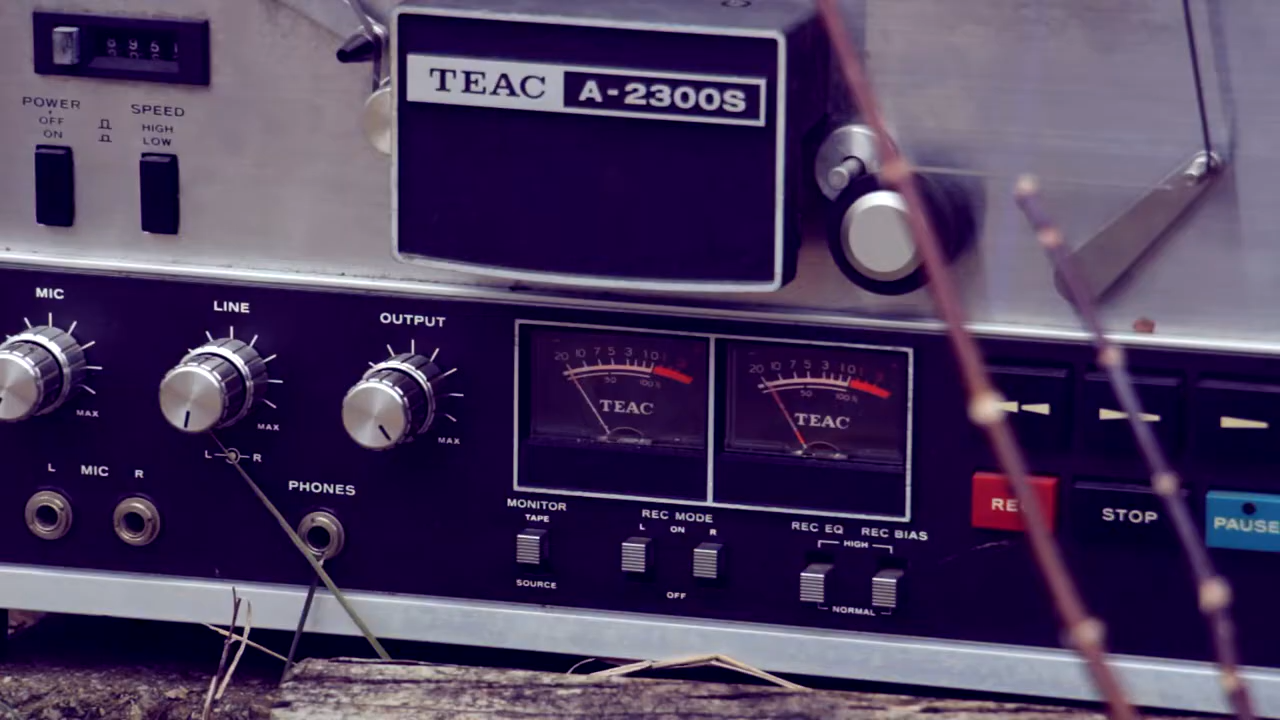 TEAC A-2300S
POWER
OFF
ON
SPEED
HIGH
LOW
MIC
MAX
LINE
MAX
OUTPUT
MAX
L R
L MIC R
PHONES
20 10 7 5 3 1 0
50 100%
TEAC
20 10 7 5 3 1 0
50 100%
TEAC
MONITOR
TAPE
SOURCE
REC MODE
L ON R
OFF
REC EQ REC BIAS
HIGH
NORMAL
STOP
PAUSE